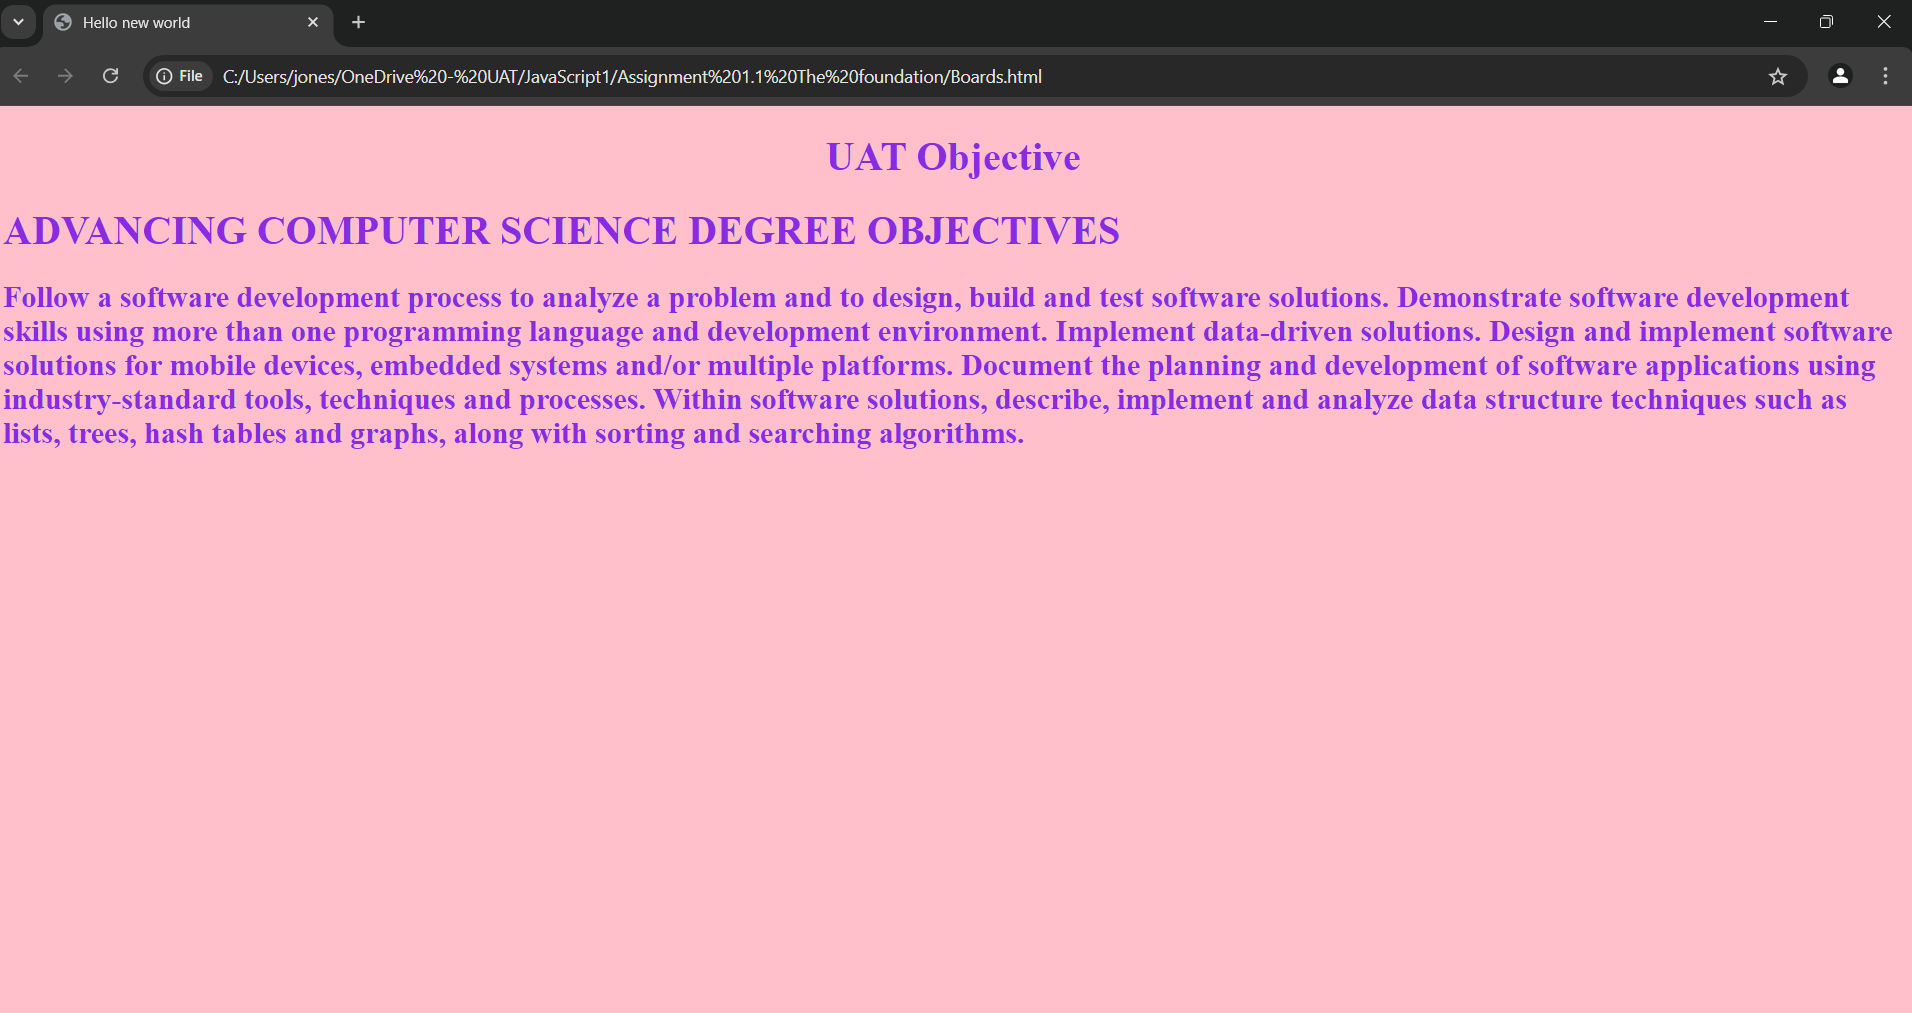 Hello new world
File C:/Users/jones/OneDrive%20-%20UAT/JavaScript1/Assignment%201.1%20The%20foundation/Boards.html
UAT Objective
ADVANCING COMPUTER SCIENCE DEGREE OBJECTIVES
Follow a software development process to analyze a problem and to design, build and test software solutions. Demonstrate software development
skills using more than one programming language and development environment. Implement data-driven solutions. Design and implement software
solutions for mobile devices, embedded systems and/or multiple platforms. Document the planning and development of software applications using
industry-standard tools, techniques and processes. Within software solutions, describe, implement and analyze data structure techniques such as
lists, trees, hash tables and graphs, along with sorting and searching algorithms.